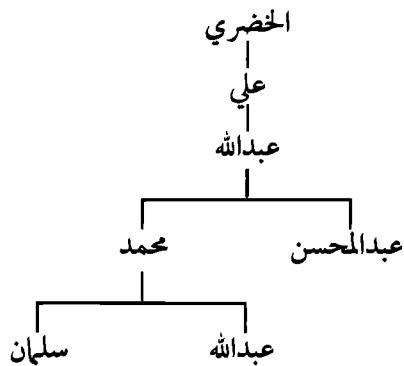 الخضري
علي
عبدالله
عبدالمحسن محمد
عبدالله سلمان